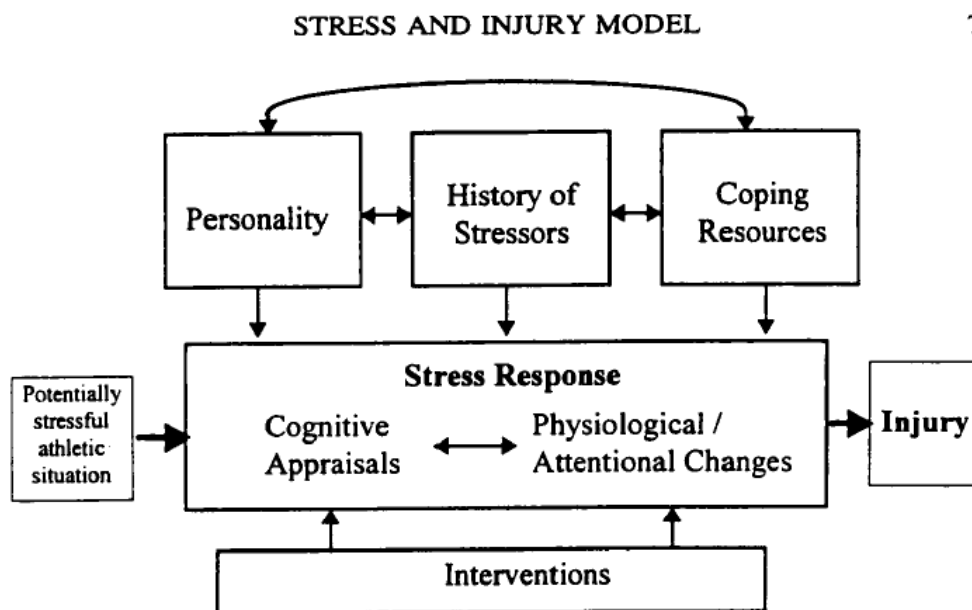 STRESS AND INJURY MODEL
Personality
History of
Stressors
Coping
Resources
Stress Response
Potentially
stressful
athletic
situation
Cognitive
Appraisals
Physiological /
Attentional Changes
Injury
Interventions